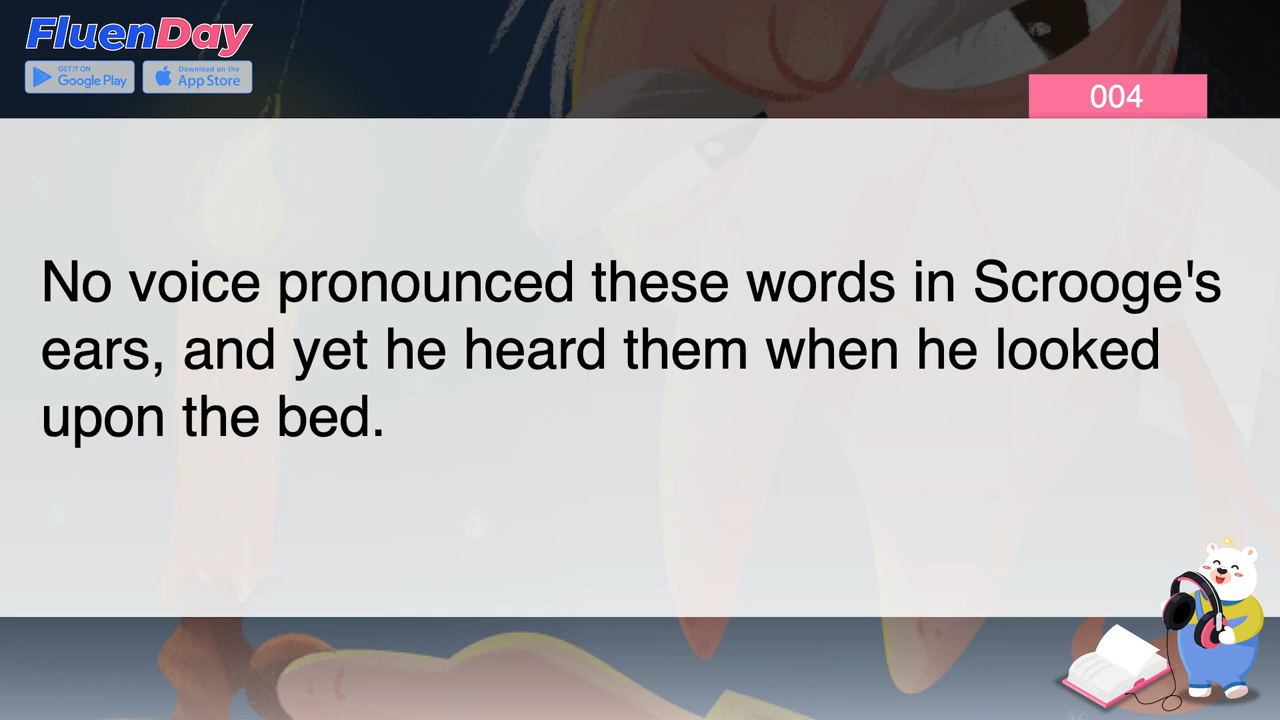 FluenDay
GET IT ON
Google Play
Download on the
App Store
004
No voice pronounced these words in Scrooge's
ears, and yet he heard them when he looked
upon the bed.